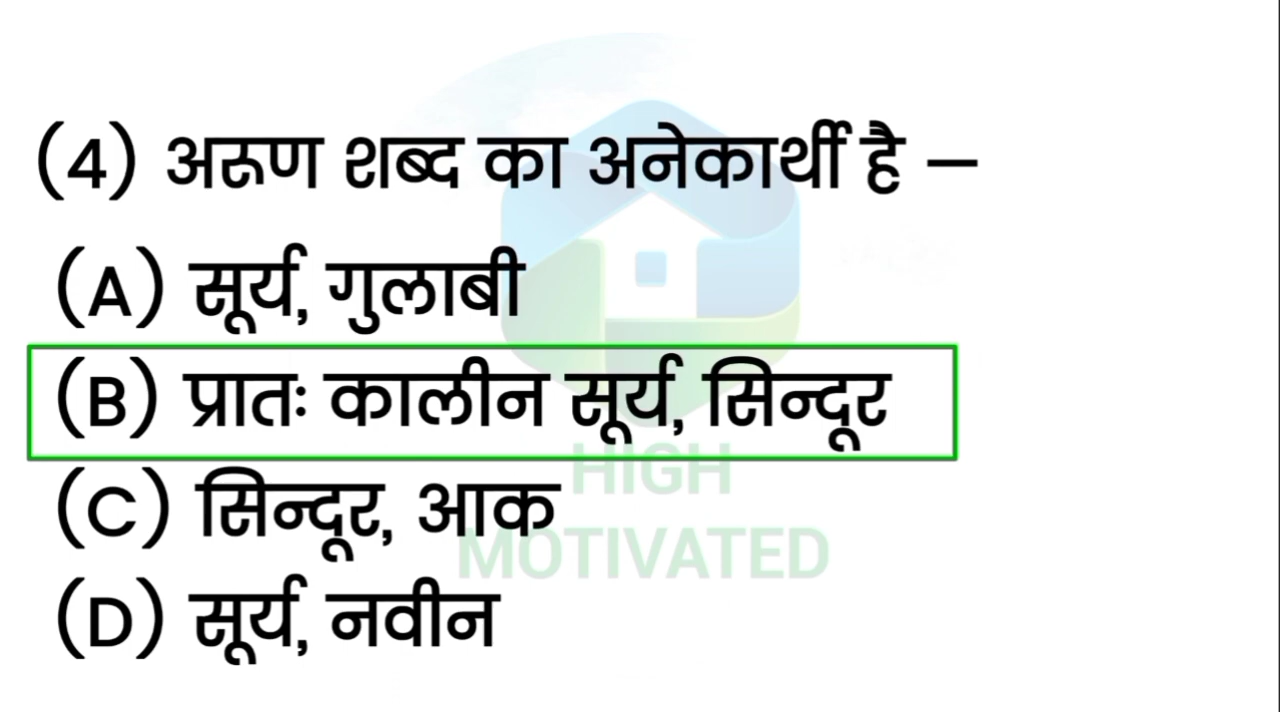 (4) अरूण शब्द का अनेकार्थी है –
(A) सूर्य, गुलाबी
(B) प्रातः कालीन सूर्य, सिन्दूर
(C) सिन्दूर, आक
(D) सूर्य, नवीन
HIGH
MOTIVATED